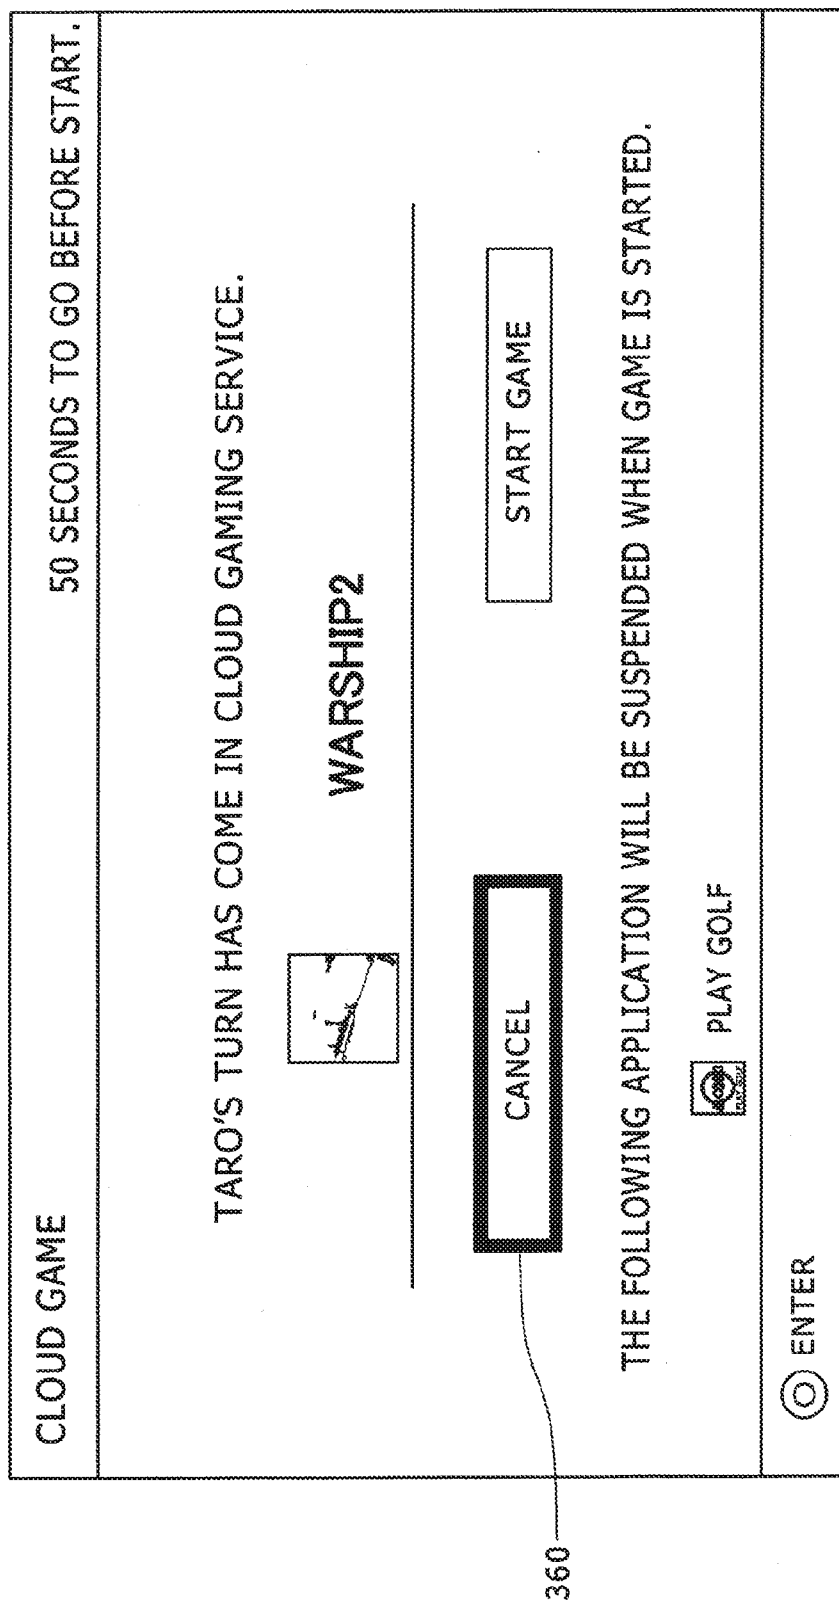 CLOUD GAME
50 SECONDS TO GO BEFORE START.
TARO'S TURN HAS COME IN CLOUD GAMING SERVICE.
WARSHIP2
CANCEL
START GAME
THE FOLLOWING APPLICATION WILL BE SUSPENDED WHEN GAME IS STARTED.
PLAY GOLF
ENTER
360